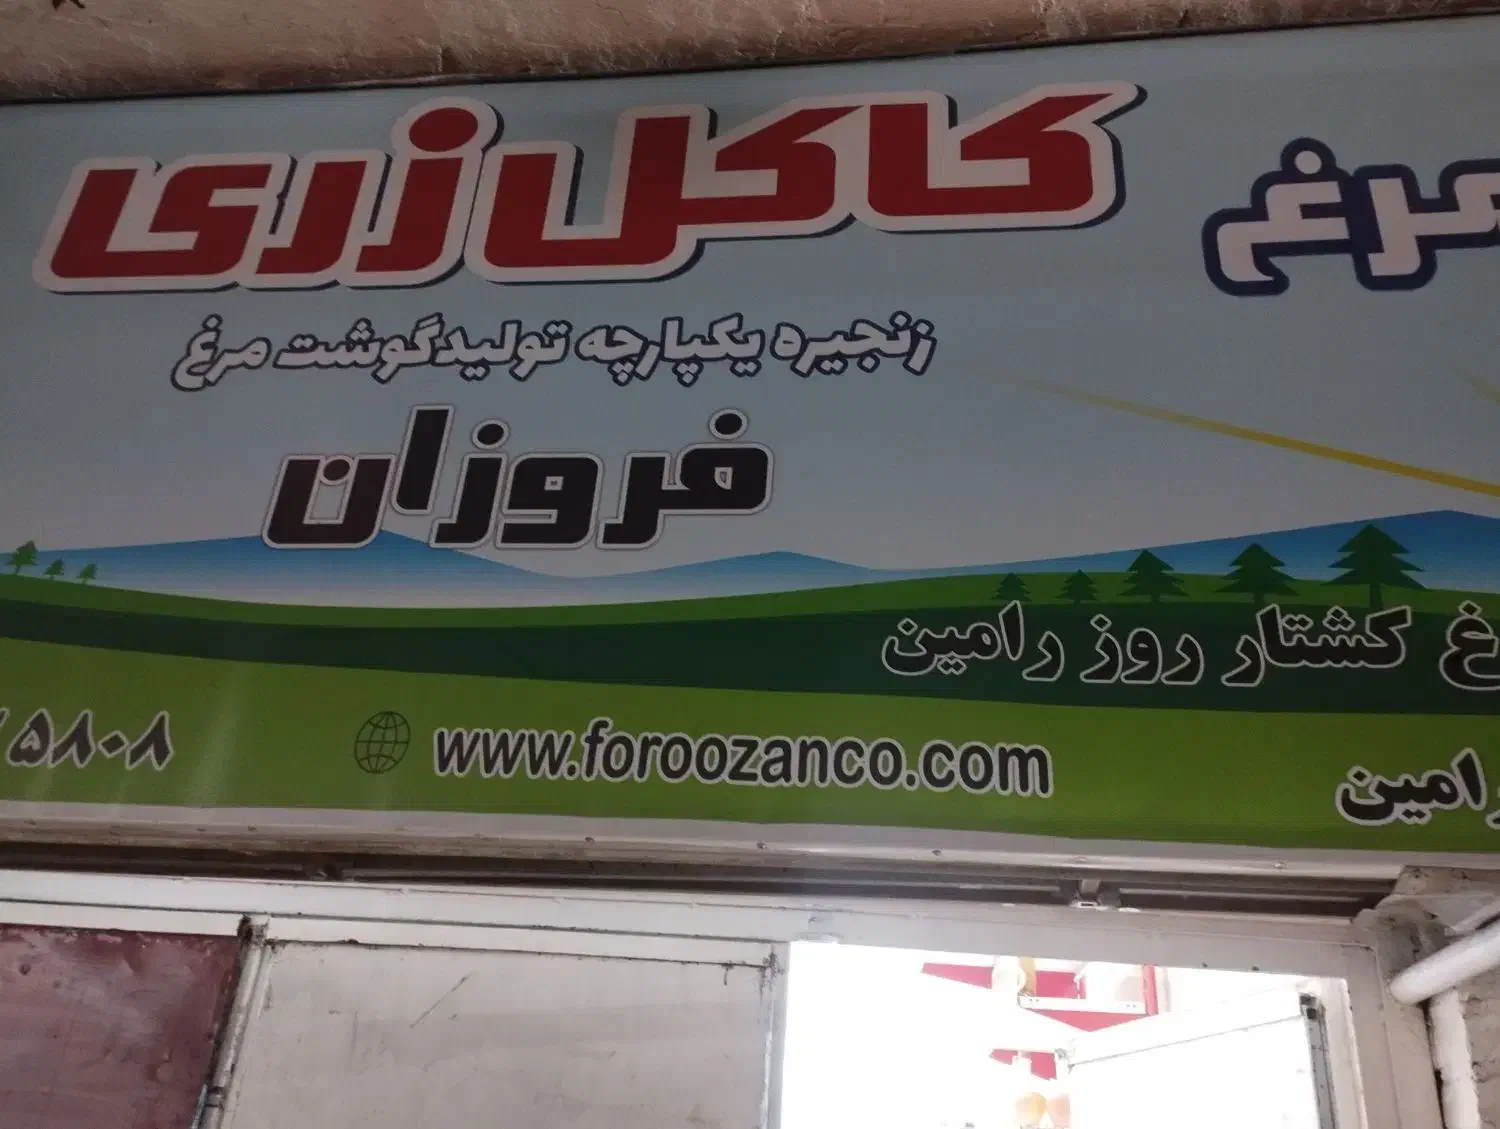 کاکل زری
مرغ
زنجیره یکپارچه تولید گوشت مرغ
فروزان
کشتار روز رامین
www.foroozanco.com
۵۸۰۸
رامین